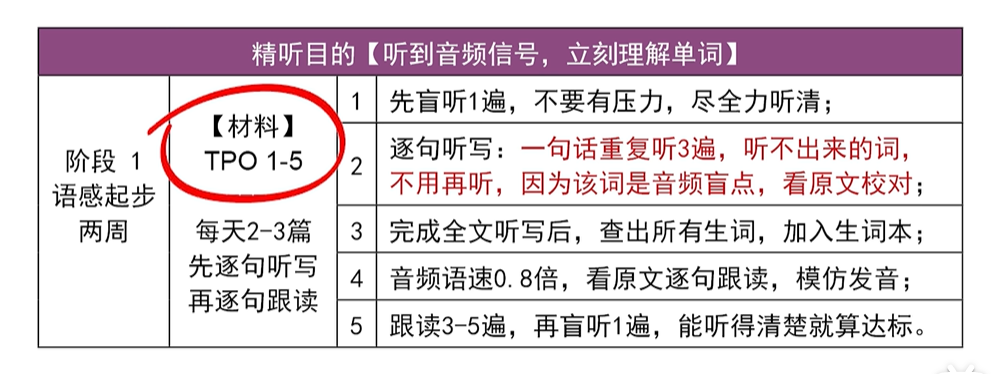 精听目的【听到音频信号，立刻理解单词】
阶段 1
语感起步
两周
【材料】
TPO 1-5
每天2-3篇
先逐句听写
再逐句跟读
1 先盲听1遍，不要有压力，尽全力听清；
2 逐句听写：一句话重复听3遍，听不出来的词，
不用再听，因为该词是音频盲点，看原文校对；
3 完成全文听写后，查出所有生词，加入生词本；
4 音频语速0.8倍，看原文逐句跟读，模仿发音；
5 跟读3-5遍，再盲听1遍，能听得清楚就算达标。